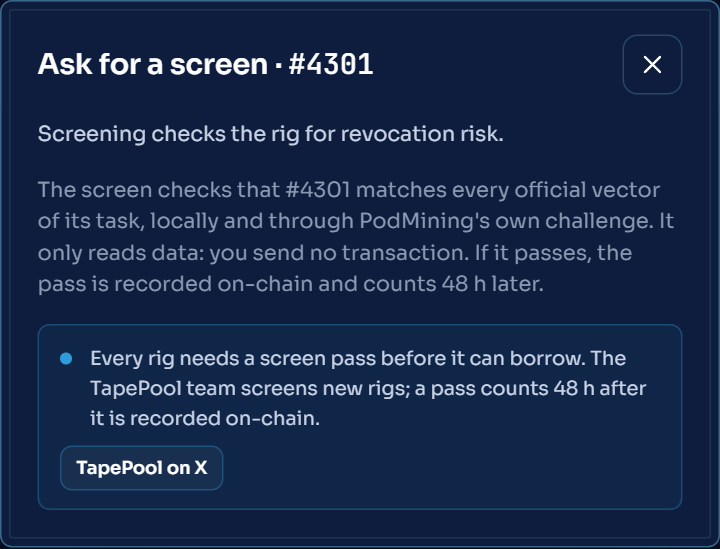 Ask for a screen · #4301
Screening checks the rig for revocation risk.
The screen checks that #4301 matches every official vector
of its task, locally and through PodMining's own challenge. It
only reads data: you send no transaction. If it passes, the
pass is recorded on-chain and counts 48 h later.
Every rig needs a screen pass before it can borrow. The
TapePool team screens new rigs; a pass counts 48 h after
it is recorded on-chain.
TapePool on X